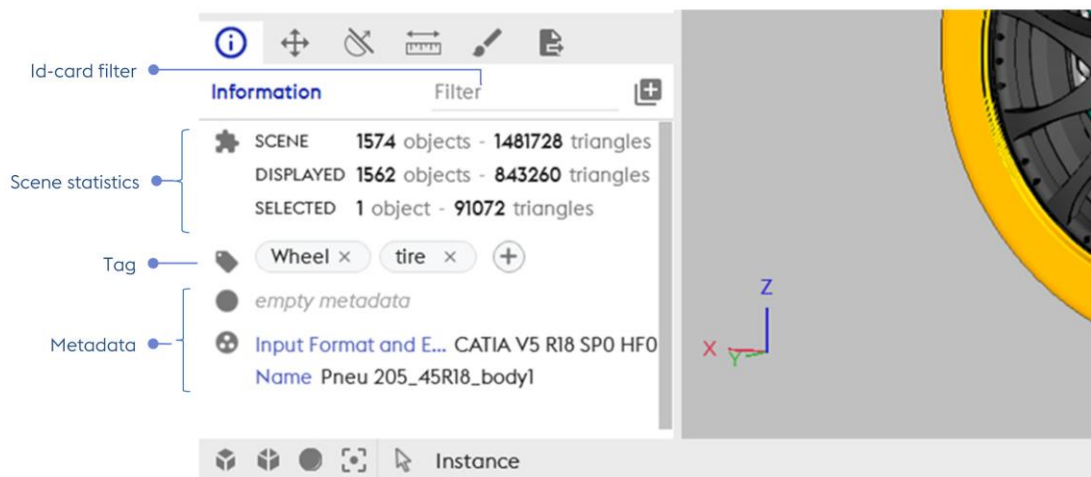 Id-card filter
Information Filter
Scene statistics
SCENE 1574 objects - 1481728 triangles
DISPLAYED 1562 objects - 843260 triangles
SELECTED 1 object - 91072 triangles
Tag
Wheel × tire ×
Metadata
empty metadata
Input Format and E... CATIA V5 R18 SP0 HF0
Name Pneu 205_45R18_body1
Z
X
Y
Instance